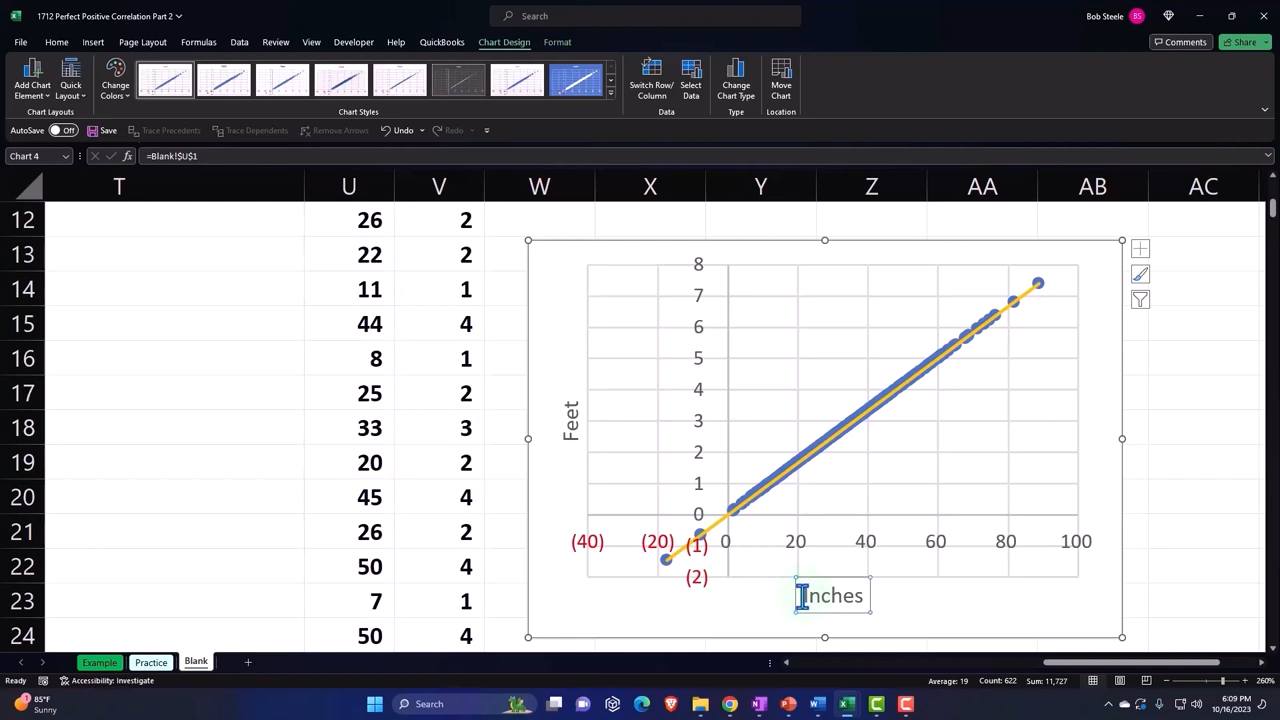 1712 Perfect Positive Correlation Part 2
Search
Bob Steele BS
File Home Insert Page Layout Formulas Data Review View Developer Help QuickBooks Chart Design Format
Comments Share
Add Chart Element
Quick Layout
Change Colors
Switch Row/Column
Select Data
Change Chart Type
Move Chart
Chart Layouts Chart Styles Data Type Location
AutoSave Off Save Trace Precedents Trace Dependents Remove Arrows Undo Redo
Chart 4 fx =Blank!$U$1
T U V W X Y Z AA AB AC
12 26 2
13 22 2
14 11 1
15 44 4
16 8 1
17 25 2
18 33 3
19 20 2
20 45 4
21 26 2
22 50 4
23 7 1
24 50 4
8
7
6
5
4
3
2
1
0
(1)
(2)
Feet
(40) (20) 0 20 40 60 80 100
Inches
Example Practice Blank
Ready Accessibility: Investigate Average: 19 Count: 622 Sum: 11,727 260%
85°F
Sunny
Search
6:09 PM
10/16/2023